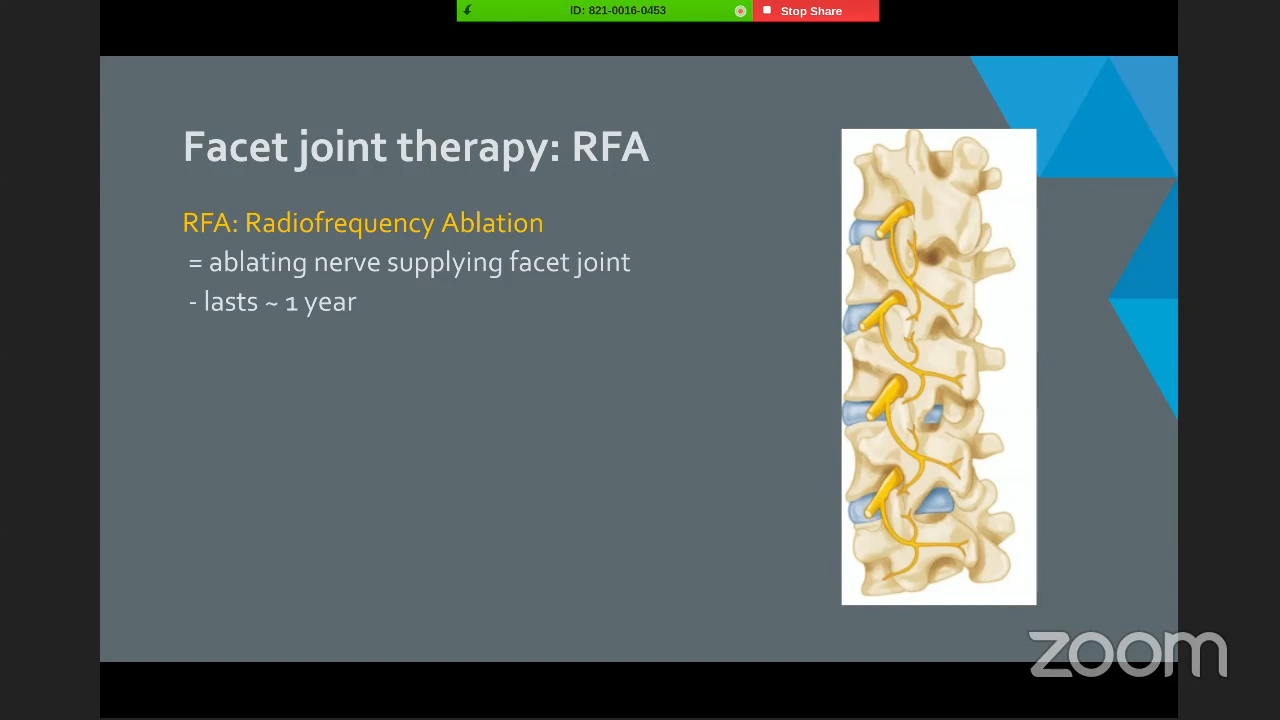 ID: 821-0016-0453
Stop Share
Facet joint therapy: RFA
RFA: Radiofrequency Ablation
= ablating nerve supplying facet joint
- lasts ~ 1 year
zoom